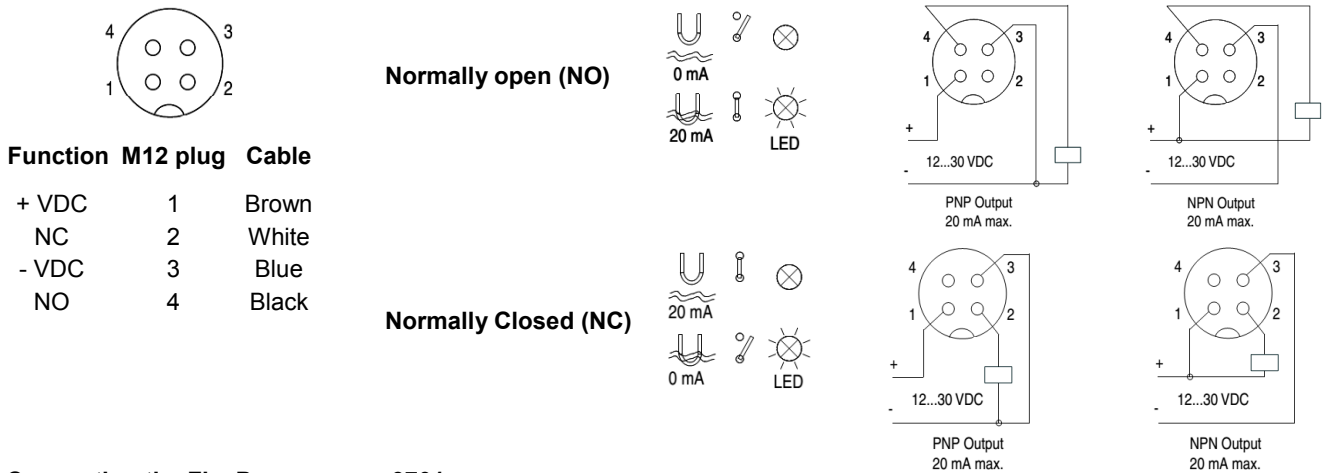 4 3
1 2
Function M12 plug Cable
+ VDC 1 Brown
NC 2 White
- VDC 3 Blue
NO 4 Black
Normally open (NO)
0 mA
20 mA LED
4 3
1 2
+
12...30 VDC
-
PNP Output
20 mA max.
4 3
1 2
+
12...30 VDC
-
NPN Output
20 mA max.
Normally Closed (NC)
20 mA
0 mA LED
4 3
1 2
+
12...30 VDC
-
PNP Output
20 mA max.
4 3
1 2
+
12...30 VDC
-
NPN Output
20 mA max.